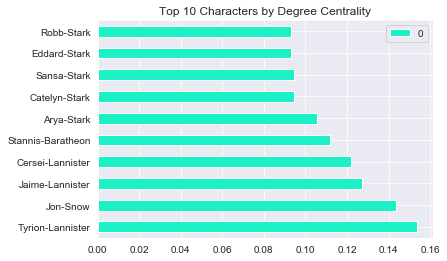 Top 10 Characters by Degree Centrality
0
Robb-Stark
Eddard-Stark
Sansa-Stark
Catelyn-Stark
Arya-Stark
Stannis-Baratheon
Cersei-Lannister
Jaime-Lannister
Jon-Snow
Tyrion-Lannister
0.00 0.02 0.04 0.06 0.08 0.10 0.12 0.14 0.16